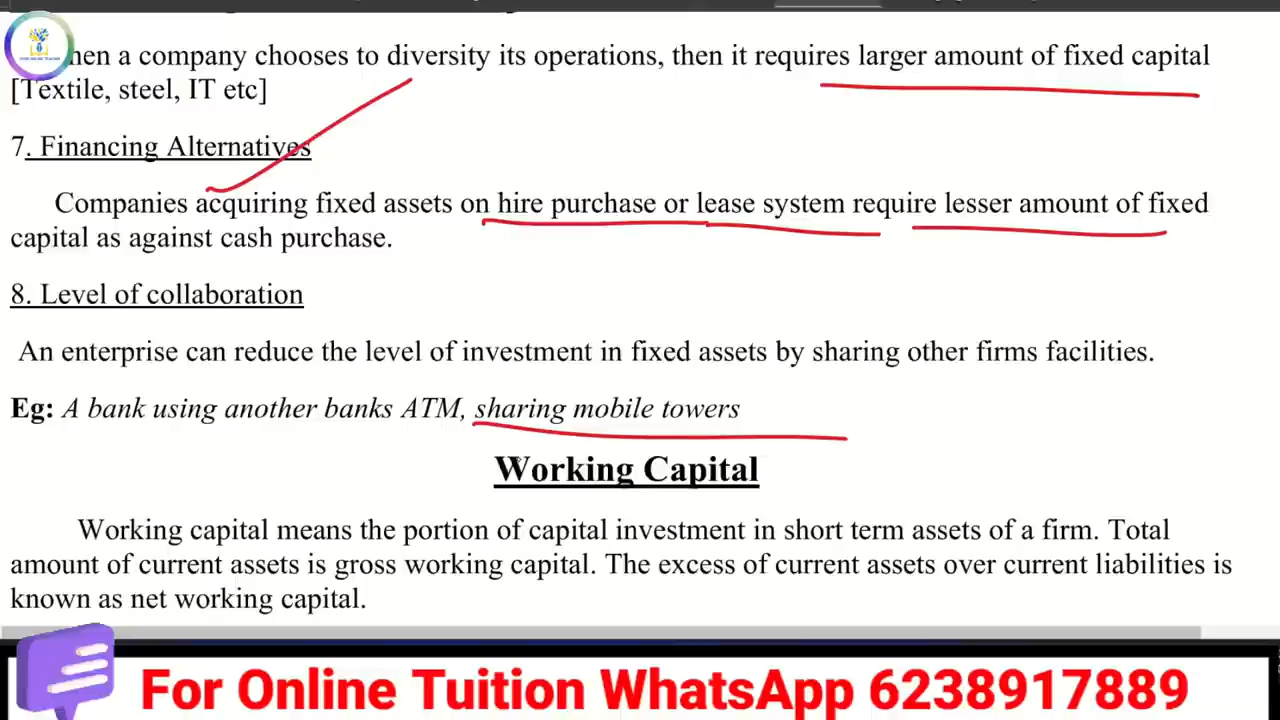 hen a company chooses to diversity its operations, then it requires larger amount of fixed capital
[Textile, steel, IT etc]
7. Financing Alternatives
Companies acquiring fixed assets on hire purchase or lease system require lesser amount of fixed
capital as against cash purchase.
8. Level of collaboration
An enterprise can reduce the level of investment in fixed assets by sharing other firms facilities.
Eg: A bank using another banks ATM, sharing mobile towers
Working Capital
Working capital means the portion of capital investment in short term assets of a firm. Total
amount of current assets is gross working capital. The excess of current assets over current liabilities is
known as net working capital.
For Online Tuition WhatsApp 6238917889